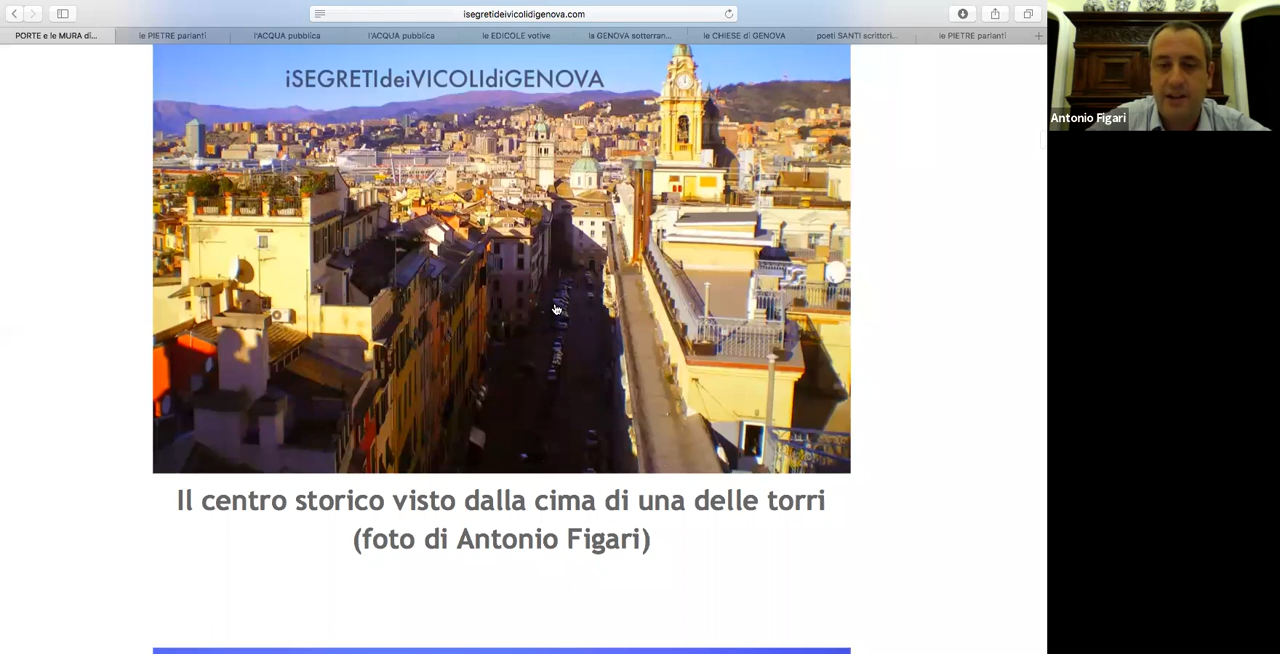 isegretideivicolidigenova.com
PORTE e le MURA di...
le PIETRE parlanti
l'ACQUA pubblica
l'ACQUA pubblica
le EDICOLE votive
la GENOVA sotterran...
le CHIESE di GENOVA
poeti SANTI scrittori...
le PIETRE parlanti
iSEGRETIdeiVICOLIdiGENOVA
Antonio Figari
Il centro storico visto dalla cima di una delle torri
(foto di Antonio Figari)